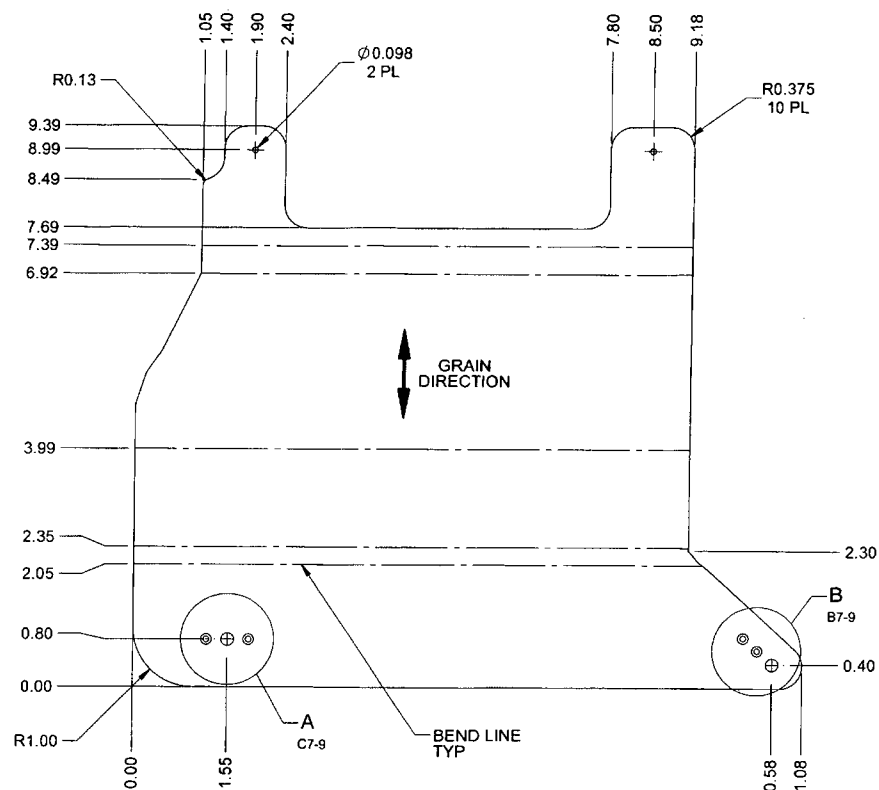 1.05
1.40
1.90
2.40
7.80
8.50
9.18
Ø0.098
2 PL
R0.13
R0.375
10 PL
9.39
8.99
8.49
7.69
7.39
6.92
GRAIN
DIRECTION
3.99
2.35
2.30
2.05
B
B7-9
0.80
0.40
0.00
A
C7-9
R1.00
BEND LINE
TYP
0.00
1.55
0.58
1.08